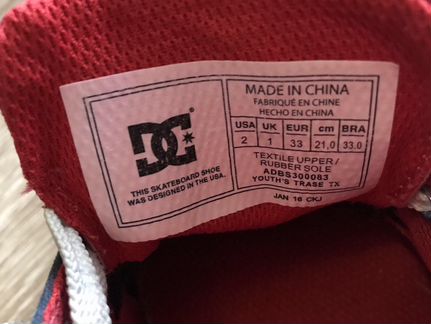 DC
®
THIS SKATEBOARD SHOE
WAS DESIGNED IN THE USA.
MADE IN CHINA
FABRIQUÉ EN CHINE
HECHO EN CHINA
USA UK EUR cm BRA
2 1 33 21,0 33.0
TEXTILE UPPER/
RUBBER SOLE
ADBS300083
YOUTH'S TRASE TX
JAN 16 CKJ